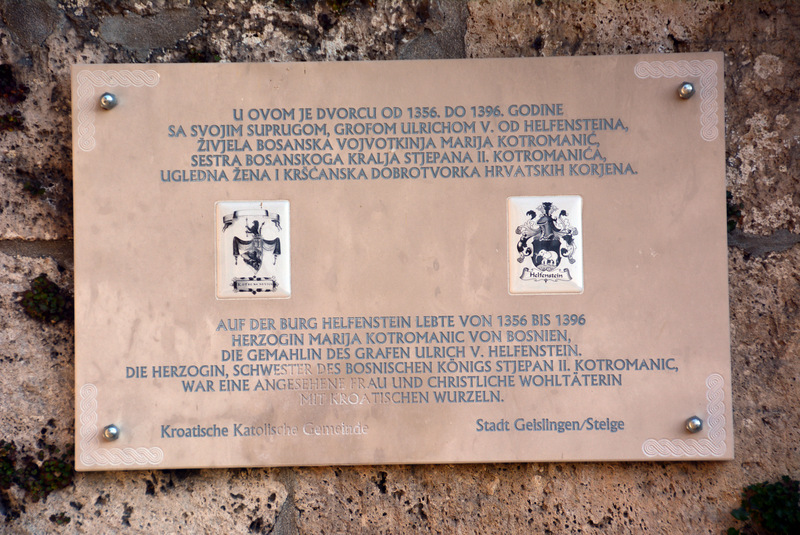 U OVOM JE DVORCU OD 1356. DO 1396. GODINE
SA SVOJIM SUPRUGOM, GROFOM ULRICHOM V. OD HELFENSTEINA,
ŽIVJELA BOSANSKA VOJVOTKINJA MARIJA KOTROMANIĆ,
SESTRA BOSANSKOGA KRALJA STJEPANA II. KOTROMANIĆA,
UGLEDNA ŽENA I KRŠĆANSKA DOBROTVORKA HRVATSKIH KORJENA.
Helfenstein
AUF DER BURG HELFENSTEIN LEBTE VON 1356 BIS 1396
HERZOGIN MARIJA KOTROMANIC VON BOSNIEN,
DIE GEMAHLIN DES GRAFEN ULRICH V. HELFENSTEIN.
DIE HERZOGIN, SCHWESTER DES BOSNISCHEN KÖNIGS STJEPAN II. KOTROMANIC,
WAR EINE ANGESEHENE FRAU UND CHRISTLICHE WOHLTÄTERIN
MIT KROATISCHEN WURZELN.
Kroatische Katolische Gemeinde
Stadt Geislingen/Steige